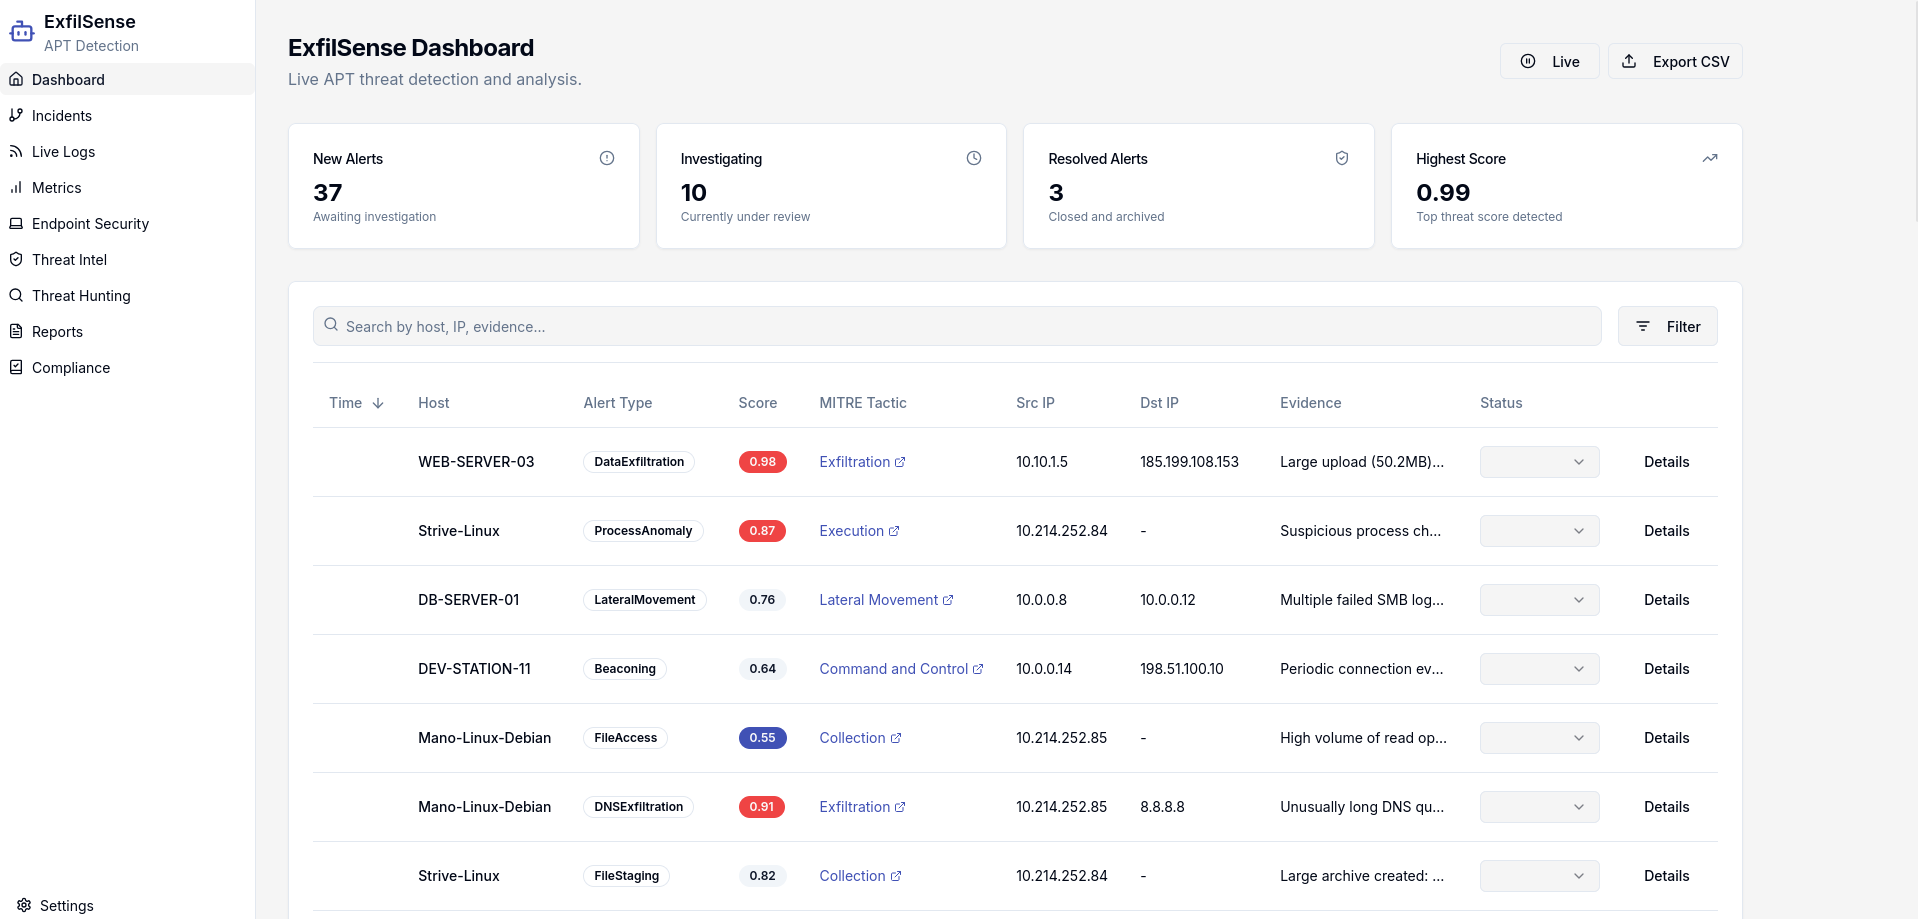 ExfilSense
APT Detection
Dashboard
Incidents
Live Logs
Metrics
Endpoint Security
Threat Intel
Threat Hunting
Reports
Compliance
Settings
ExfilSense Dashboard
Live APT threat detection and analysis.
Live
Export CSV
New Alerts
37
Awaiting investigation
Investigating
10
Currently under review
Resolved Alerts
3
Closed and archived
Highest Score
0.99
Top threat score detected
Search by host, IP, evidence...
Filter
Time Host Alert Type Score MITRE Tactic Src IP Dst IP Evidence Status
WEB-SERVER-03 DataExfiltration 0.98 Exfiltration 10.10.1.5 185.199.108.153 Large upload (50.2MB)... Details
Strive-Linux ProcessAnomaly 0.87 Execution 10.214.252.84 - Suspicious process ch... Details
DB-SERVER-01 LateralMovement 0.76 Lateral Movement 10.0.0.8 10.0.0.12 Multiple failed SMB log... Details
DEV-STATION-11 Beaconing 0.64 Command and Control 10.0.0.14 198.51.100.10 Periodic connection ev... Details
Mano-Linux-Debian FileAccess 0.55 Collection 10.214.252.85 - High volume of read op... Details
Mano-Linux-Debian DNSExfiltration 0.91 Exfiltration 10.214.252.85 8.8.8.8 Unusually long DNS qu... Details
Strive-Linux FileStaging 0.82 Collection 10.214.252.84 - Large archive created: ... Details